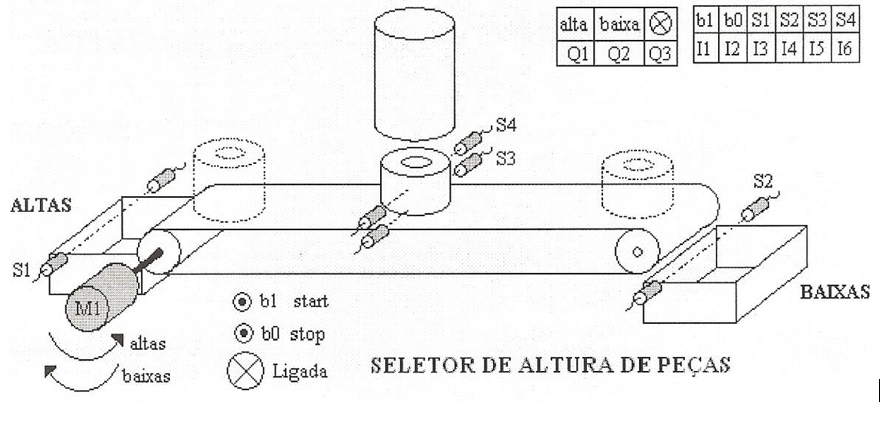 alta baixa
Q1 Q2 Q3
b1 b0 S1 S2 S3 S4
I1 I2 I3 I4 I5 I6
S4
S3
S2
ALTAS
S1
BAIXAS
M1
b1 start
altas
b0 stop
baixas
Ligada
SELETOR DE ALTURA DE PEÇAS